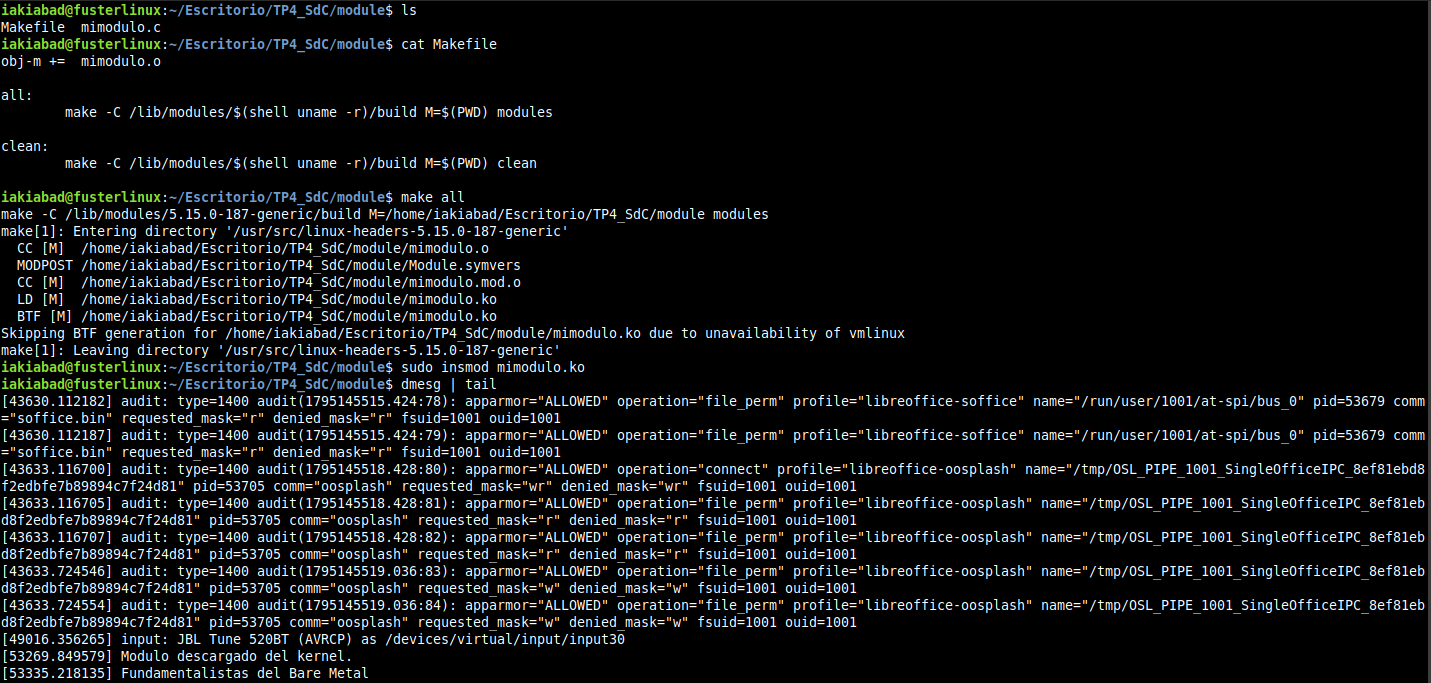 iakiabad@fusterlinux:~/Escritorio/TP4_SdC/module$ ls
Makefile  mimodulo.c
iakiabad@fusterlinux:~/Escritorio/TP4_SdC/module$ cat Makefile
obj-m +=  mimodulo.o
all:
        make -C /lib/modules/$(shell uname -r)/build M=$(PWD) modules
clean:
        make -C /lib/modules/$(shell uname -r)/build M=$(PWD) clean
iakiabad@fusterlinux:~/Escritorio/TP4_SdC/module$ make all
make -C /lib/modules/5.15.0-187-generic/build M=/home/iakiabad/Escritorio/TP4_SdC/module modules
make[1]: Entering directory '/usr/src/linux-headers-5.15.0-187-generic'
  CC [M]  /home/iakiabad/Escritorio/TP4_SdC/module/mimodulo.o
  MODPOST /home/iakiabad/Escritorio/TP4_SdC/module/Module.symvers
  CC [M]  /home/iakiabad/Escritorio/TP4_SdC/module/mimodulo.mod.o
  LD [M]  /home/iakiabad/Escritorio/TP4_SdC/module/mimodulo.ko
  BTF [M] /home/iakiabad/Escritorio/TP4_SdC/module/mimodulo.ko
Skipping BTF generation for /home/iakiabad/Escritorio/TP4_SdC/module/mimodulo.ko due to unavailability of vmlinux
make[1]: Leaving directory '/usr/src/linux-headers-5.15.0-187-generic'
iakiabad@fusterlinux:~/Escritorio/TP4_SdC/module$ sudo insmod mimodulo.ko
iakiabad@fusterlinux:~/Escritorio/TP4_SdC/module$ dmesg | tail
[43630.112182] audit: type=1400 audit(1795145515.424:78): apparmor="ALLOWED" operation="file_perm" profile="libreoffice-soffice" name="/run/user/1001/at-spi/bus_0" pid=53679 comm
="soffice.bin" requested_mask="r" denied_mask="r" fsuid=1001 ouid=1001
[43630.112187] audit: type=1400 audit(1795145515.424:79): apparmor="ALLOWED" operation="file_perm" profile="libreoffice-soffice" name="/run/user/1001/at-spi/bus_0" pid=53679 comm
="soffice.bin" requested_mask="r" denied_mask="r" fsuid=1001 ouid=1001
[43633.116700] audit: type=1400 audit(1795145518.428:80): apparmor="ALLOWED" operation="connect" profile="libreoffice-oosplash" name="/tmp/OSL_PIPE_1001_SingleOfficeIPC_8ef81ebd8
f2edbfe7b89894c7f24d81" pid=53705 comm="oosplash" requested_mask="wr" denied_mask="wr" fsuid=1001 ouid=1001
[43633.116705] audit: type=1400 audit(1795145518.428:81): apparmor="ALLOWED" operation="file_perm" profile="libreoffice-oosplash" name="/tmp/OSL_PIPE_1001_SingleOfficeIPC_8ef81eb
d8f2edbfe7b89894c7f24d81" pid=53705 comm="oosplash" requested_mask="r" denied_mask="r" fsuid=1001 ouid=1001
[43633.116707] audit: type=1400 audit(1795145518.428:82): apparmor="ALLOWED" operation="file_perm" profile="libreoffice-oosplash" name="/tmp/OSL_PIPE_1001_SingleOfficeIPC_8ef81eb
d8f2edbfe7b89894c7f24d81" pid=53705 comm="oosplash" requested_mask="r" denied_mask="r" fsuid=1001 ouid=1001
[43633.724546] audit: type=1400 audit(1795145519.036:83): apparmor="ALLOWED" operation="file_perm" profile="libreoffice-oosplash" name="/tmp/OSL_PIPE_1001_SingleOfficeIPC_8ef81eb
d8f2edbfe7b89894c7f24d81" pid=53705 comm="oosplash" requested_mask="w" denied_mask="w" fsuid=1001 ouid=1001
[43633.724554] audit: type=1400 audit(1795145519.036:84): apparmor="ALLOWED" operation="file_perm" profile="libreoffice-oosplash" name="/tmp/OSL_PIPE_1001_SingleOfficeIPC_8ef81eb
d8f2edbfe7b89894c7f24d81" pid=53705 comm="oosplash" requested_mask="w" denied_mask="w" fsuid=1001 ouid=1001
[49016.356265] input: JBL Tune 520BT (AVRCP) as /devices/virtual/input/input30
[53269.849579] Modulo descargado del kernel.
[53335.218135] Fundamentalistas del Bare Metal